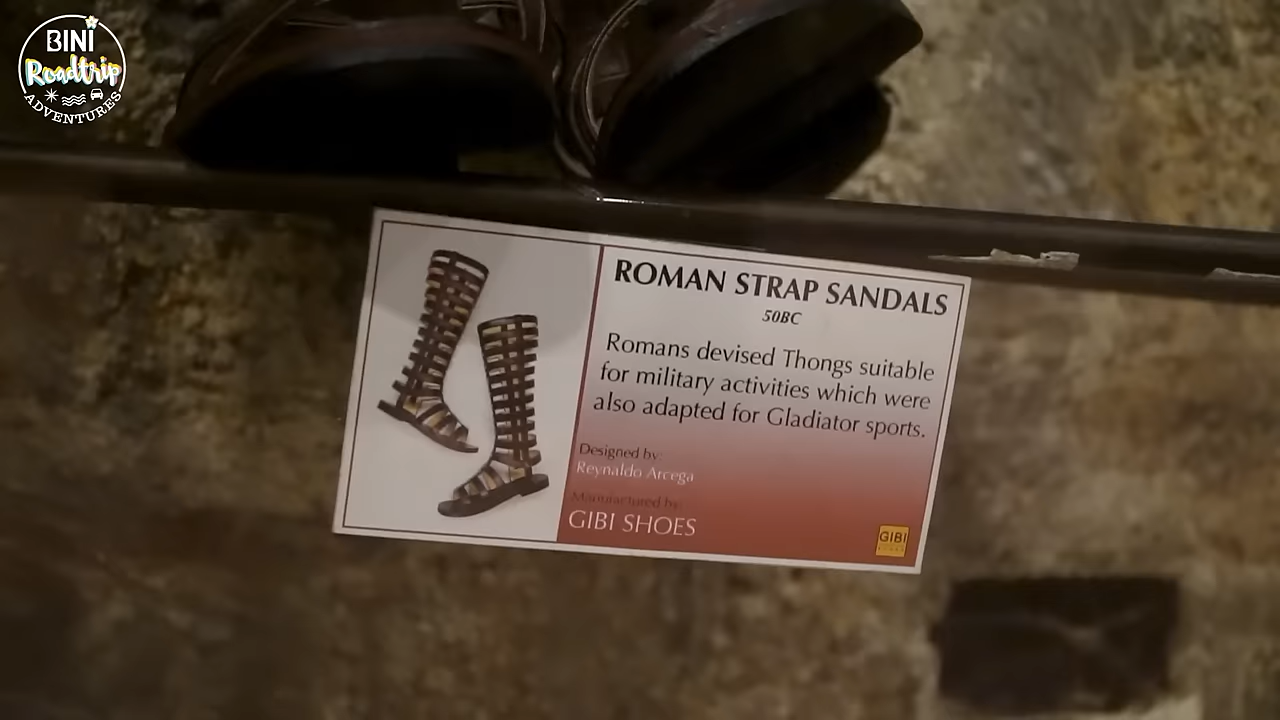 BINI
Roadtrip
ADVENTURES
ROMAN STRAP SANDALS
50BC
Romans devised Thongs suitable
for military activities which were
also adapted for Gladiator sports.
Designed by:
Reynaldo Arcega
Manufactured by:
GIBI SHOES
GIBI